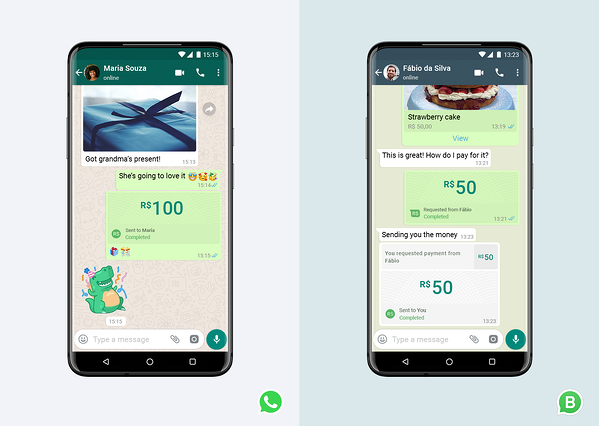 15:15
Maria Souza
online
Got grandma's present!
15:13
She's going to love it
15:14
R$100
R$
Sent to Maria
Completed
15:15
15:15
Type a message
13:23
Fábio da Silva
online
Strawberry cake
R$ 50,00
13:19
View
This is great! How do I pay for it?
13:21
R$50
R$
Requested from Fábio
Completed
13:21
Sending you the money
13:23
You requested payment from
Fábio
R$50
R$50
R$
Sent to You
Completed
13:23
Type a message
B